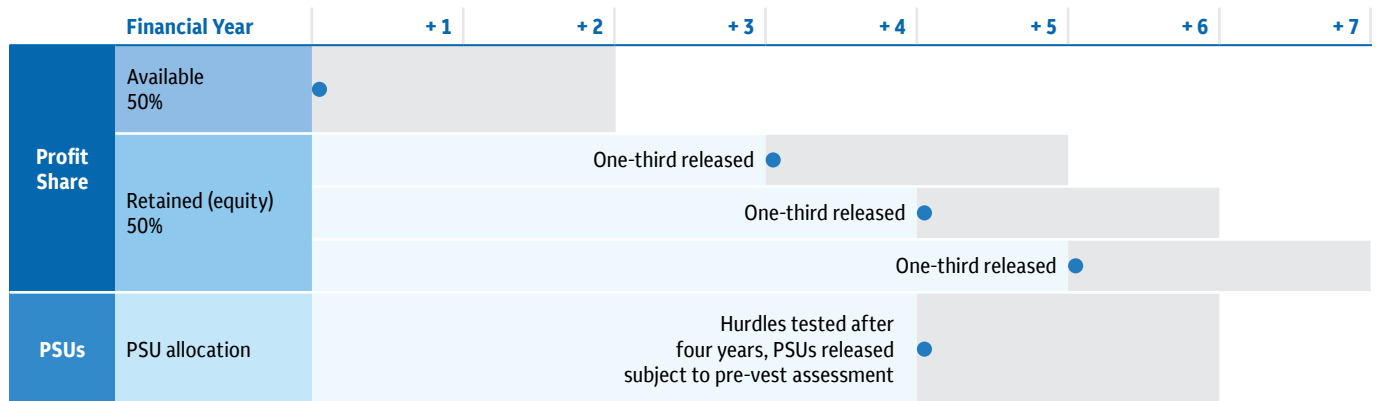 Financial Year + 1 + 2 + 3 + 4 + 5 + 6 + 7
Profit
Share
Available
50%
Retained (equity)
50%
One-third released
One-third released
One-third released
PSUs
PSU allocation
Hurdles tested after
four years, PSUs released
subject to pre-vest assessment